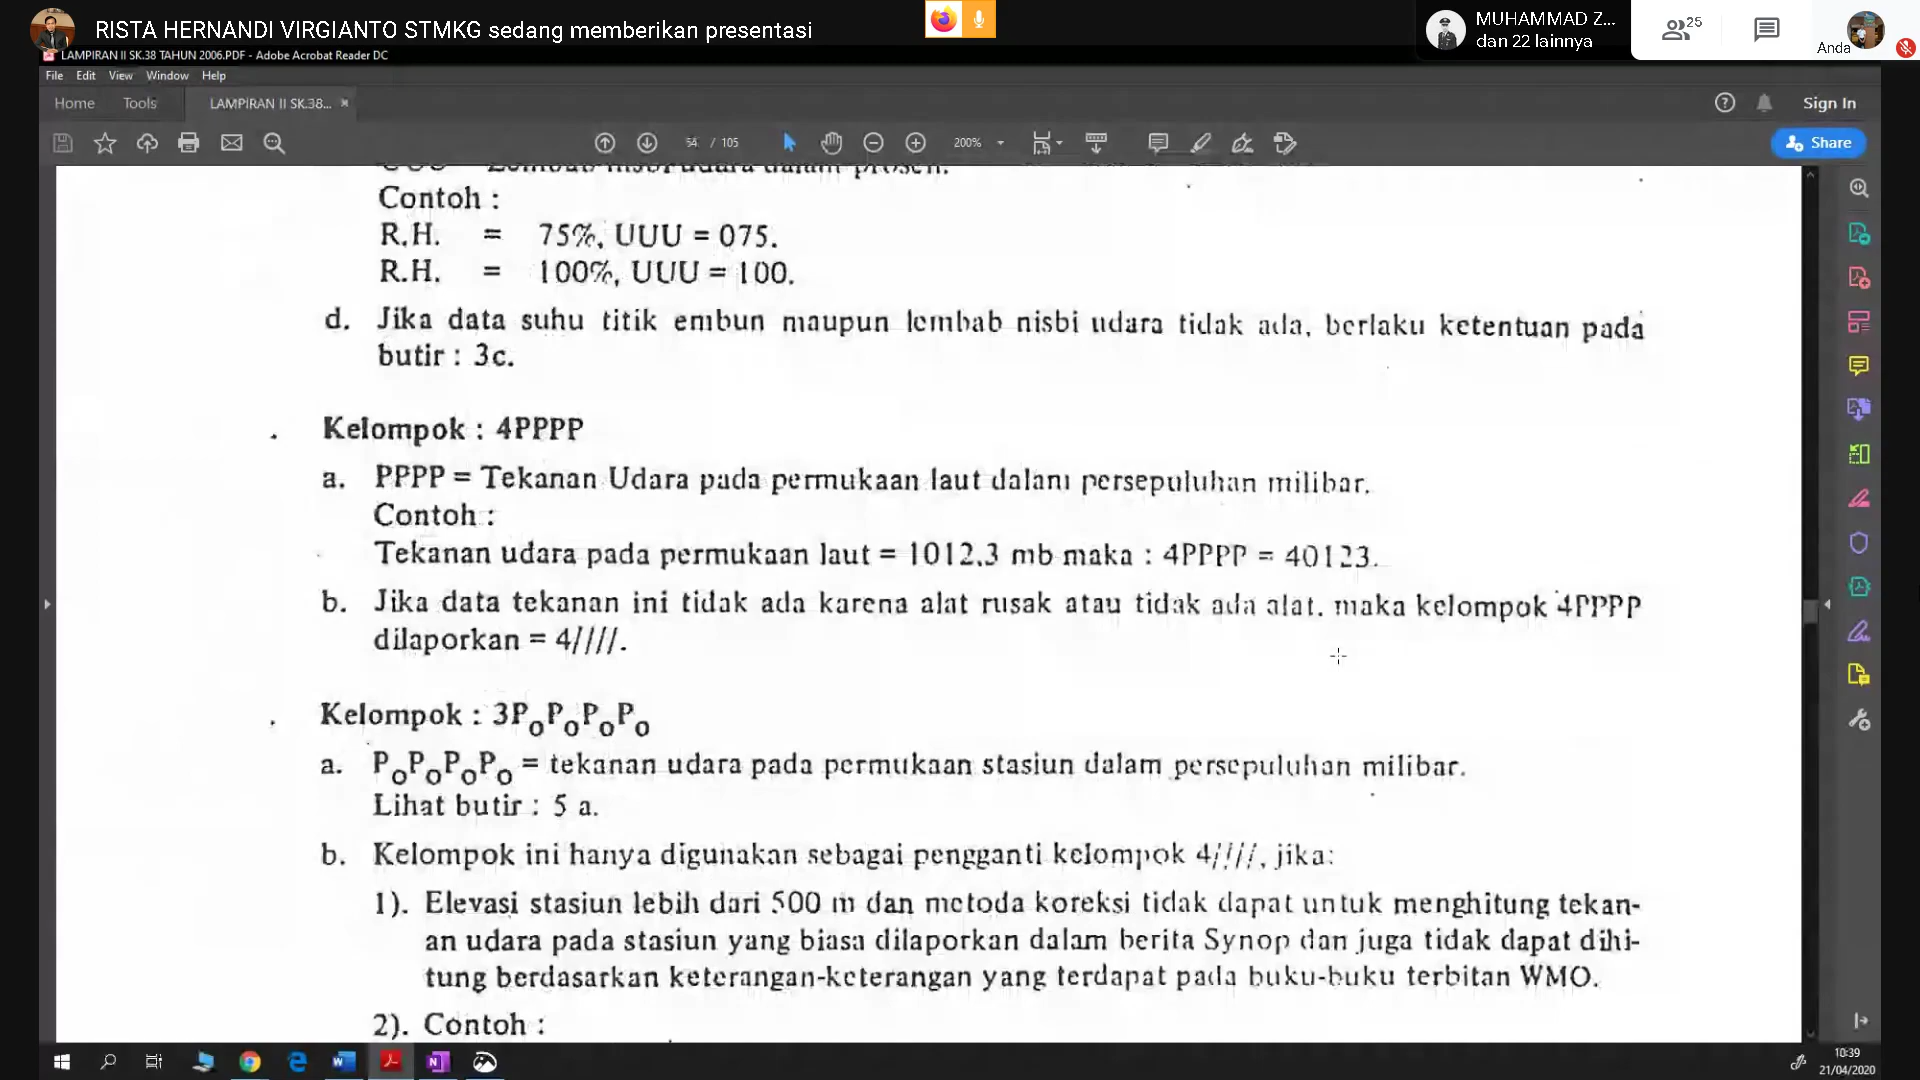 RISTA HERNANDI VIRGIANTO STMKG sedang memberikan presentasi
MUHAMMAD Z...
dan 22 lainnya
25
Anda
LAMPIRAN II SK.38 TAHUN 2006.PDF - Adobe Acrobat Reader DC
File Edit View Window Help
Home Tools LAMPIRAN II SK.38... × Sign In
54 / 105 200% Share
Contoh :
R.H. = 75%, UUU = 075.
R.H. = 100%, UUU = 100.
d. Jika data suhu titik embun maupun lembab nisbi udara tidak ada, berlaku ketentuan pada
butir : 3c.
. Kelompok : 4PPPP
a. PPPP = Tekanan Udara pada permukaan laut dalam persepuluhan milibar.
Contoh :
Tekanan udara pada permukaan laut = 1012.3 mb maka : 4PPPP = 40123.
b. Jika data tekanan ini tidak ada karena alat rusak atau tidak ada alat. maka kelompok 4PPPP
dilaporkan = 4////.
. Kelompok : 3PoPoPoPo
a. PoPoPoPo = tekanan udara pada permukaan stasiun dalam persepuluhan milibar.
Lihat butir : 5 a.
b. Kelompok ini hanya digunakan sebagai pengganti kelompok 4////, jika:
1). Elevasi stasiun lebih dari 500 m dan metoda koreksi tidak dapat untuk menghitung tekan-
an udara pada stasiun yang biasa dilaporkan dalam berita Synop dan juga tidak dapat dihi-
tung berdasarkan keterangan-keterangan yang terdapat pada buku-buku terbitan WMO.
2). Contoh :
10:39
21/04/2020